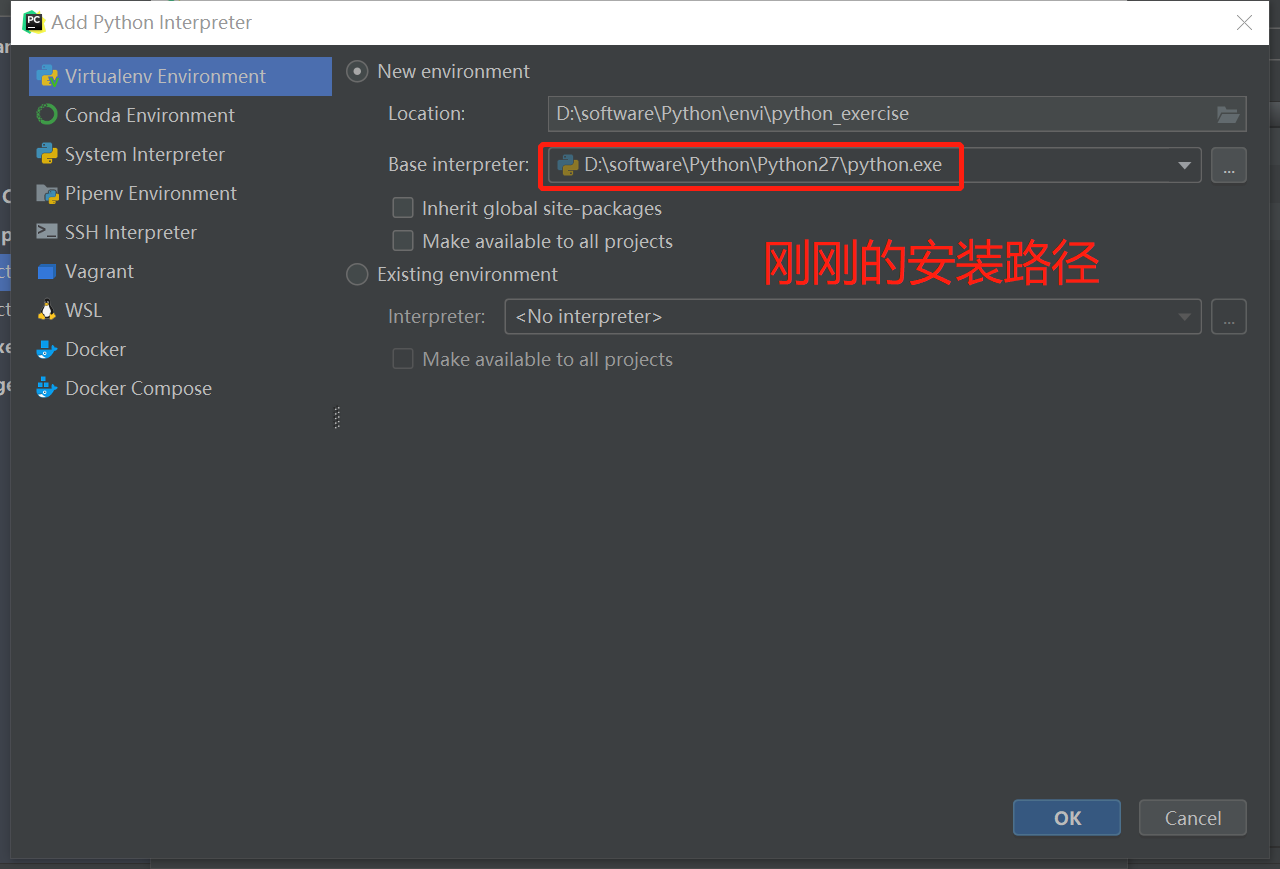 PC Add Python Interpreter
Virtualenv Environment
Conda Environment
System Interpreter
Pipenv Environment
SSH Interpreter
Vagrant
WSL
Docker
Docker Compose
New environment
Location: D:\software\Python\envi\python_exercise
Base interpreter: D:\software\Python\Python27\python.exe ...
Inherit global site-packages
Make available to all projects
刚刚的安装路径
Existing environment
Interpreter: <No interpreter> ...
Make available to all projects
OK Cancel